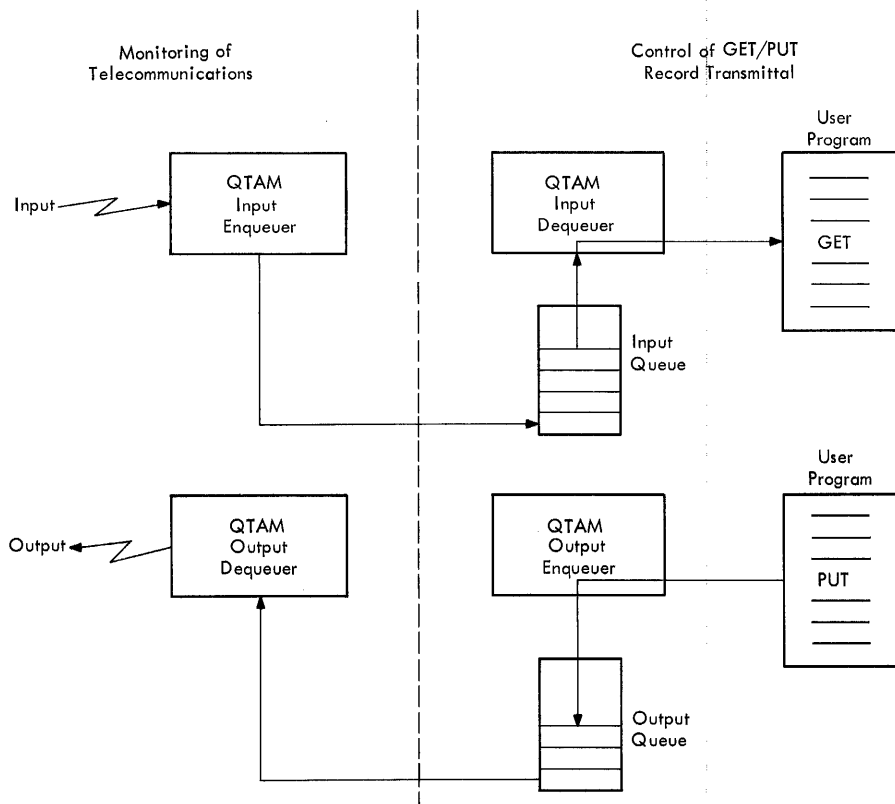 Monitoring of
Telecommunications
Control of GET/PUT
Record Transmittal
User
Program
QTAM
Input
Enqueuer
QTAM
Input
Dequeuer
Input
GET
Input
Queue
User
Program
QTAM
Output
Dequeuer
QTAM
Output
Enqueuer
Output
PUT
Output
Queue